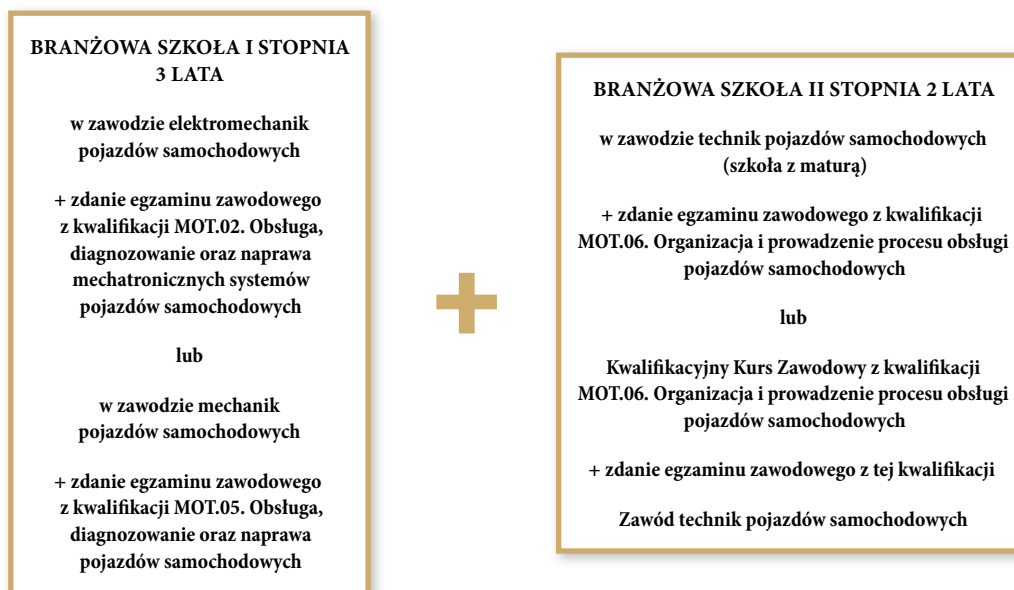 BRANŻOWA SZKOŁA I STOPNIA
3 LATA
w zawodzie elektromechanik
pojazdów samochodowych
+ zdanie egzaminu zawodowego
z kwalifikacji MOT.02. Obsługa,
diagnozowanie oraz naprawa
mechatronicznych systemów
pojazdów samochodowych
lub
w zawodzie mechanik
pojazdów samochodowych
+ zdanie egzaminu zawodowego
z kwalifikacji MOT.05. Obsługa,
diagnozowanie oraz naprawa
pojazdów samochodowych
+
BRANŻOWA SZKOŁA II STOPNIA 2 LATA
w zawodzie technik pojazdów samochodowych
(szkoła z maturą)
+ zdanie egzaminu zawodowego z kwalifikacji
MOT.06. Organizacja i prowadzenie procesu obsługi
pojazdów samochodowych
lub
Kwalifikacyjny Kurs Zawodowy z kwalifikacji
MOT.06. Organizacja i prowadzenie procesu obsługi
pojazdów samochodowych
+ zdanie egzaminu zawodowego z tej kwalifikacji
Zawód technik pojazdów samochodowych